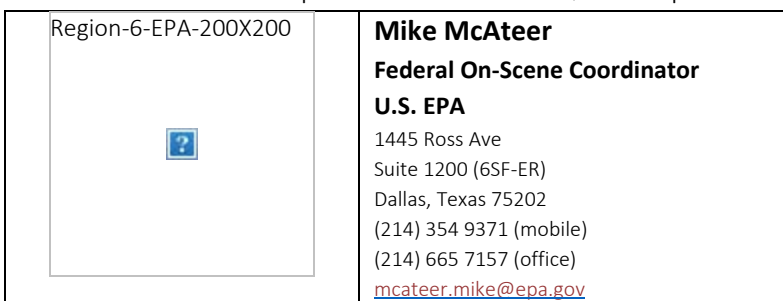 Region-6-EPA-200X200
Mike McAteer
Federal On-Scene Coordinator
U.S. EPA
1445 Ross Ave
Suite 1200 (6SF-ER)
Dallas, Texas 75202
(214) 354 9371 (mobile)
(214) 665 7157 (office)
mcateer.mike@epa.gov